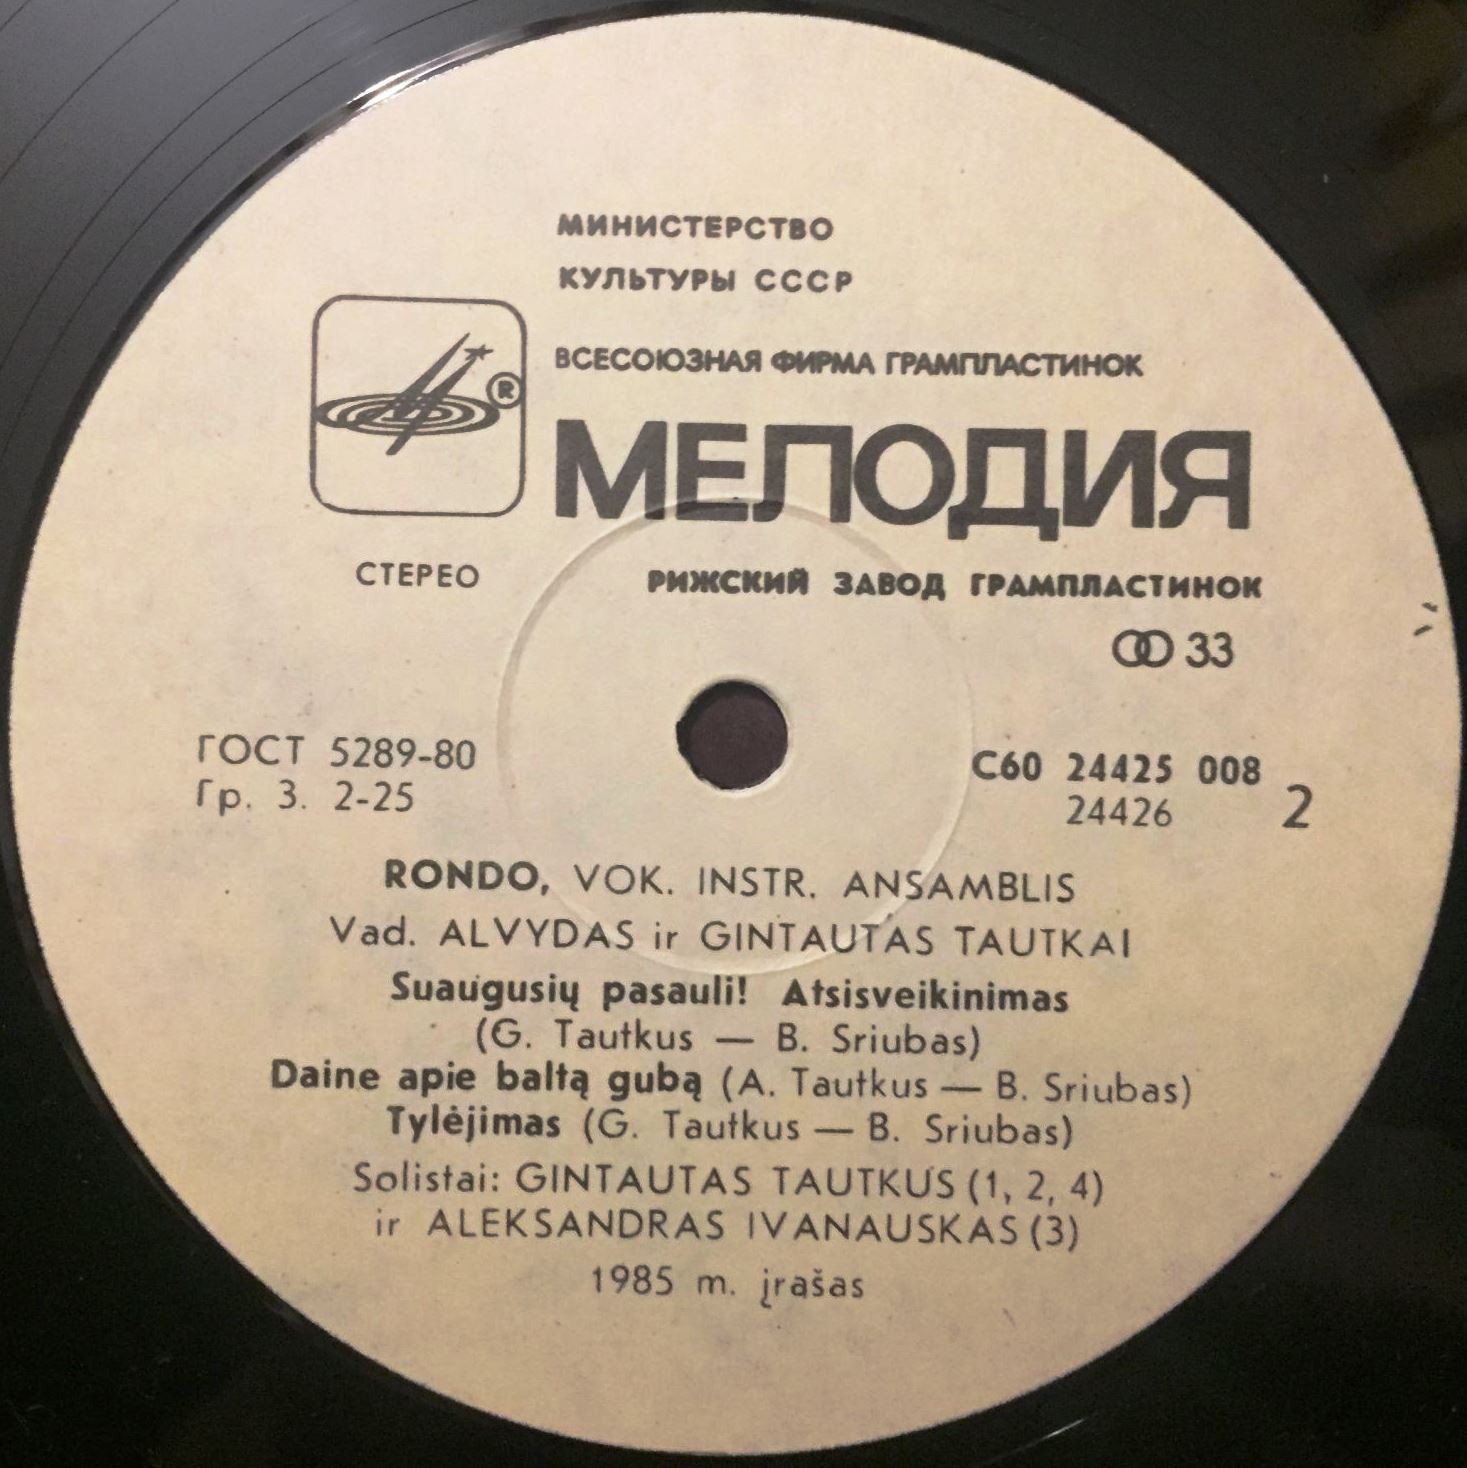 МИНИСТЕРСТВО
КУЛЬТУРЫ СССР
ВСЕСОЮЗНАЯ ФИРМА ГРАМПЛАСТИНОК
®
МЕЛОДИЯ
СТЕРЕО
РИЖСКИЙ ЗАВОД ГРАМПЛАСТИНОК
33
ГОСТ 5289-80
Гр. 3. 2-25
С60 24425 008
24426 2
RONDO, VOK. INSTR. ANSAMBLIS
Vad. ALVYDAS ir GINTAUTAS TAUTKAI
Suaugusių pasauli! Atsisveikinimas
(G. Tautkus — B. Sriubas)
Daine apie baltą gubą (A. Tautkus — B. Sriubas)
Tylėjimas (G. Tautkus — B. Sriubas)
Solistai: GINTAUTAS TAUTKUS (1, 2, 4)
ir ALEKSANDRAS IVANAUSKAS (3)
1985 m. įrašas